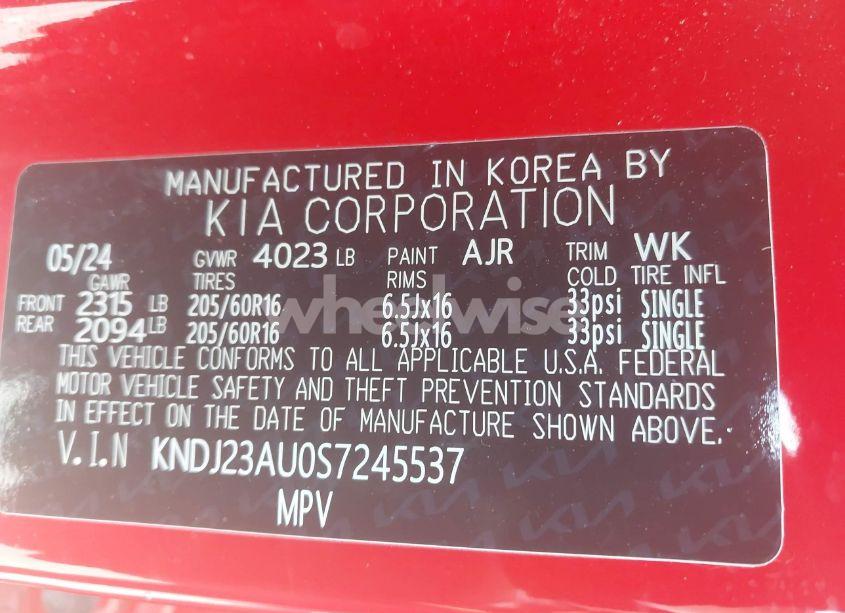 MANUFACTURED IN KOREA BY
KIA CORPORATION
05/24 GVWR 4023 LB PAINT AJR TRIM WK
GAWR TIRES RIMS COLD TIRE INFL
FRONT 2315 LB 205/60R16 6.5Jx16 33psi SINGLE
REAR 2094 LB 205/60R16 6.5Jx16 33psi SINGLE
wheelwise
THIS VEHICLE CONFORMS TO ALL APPLICABLE U.S.A. FEDERAL
MOTOR VEHICLE SAFETY AND THEFT PREVENTION STANDARDS
IN EFFECT ON THE DATE OF MANUFACTURE SHOWN ABOVE.
V.I.N KNDJ23AU0S7245537
MPV